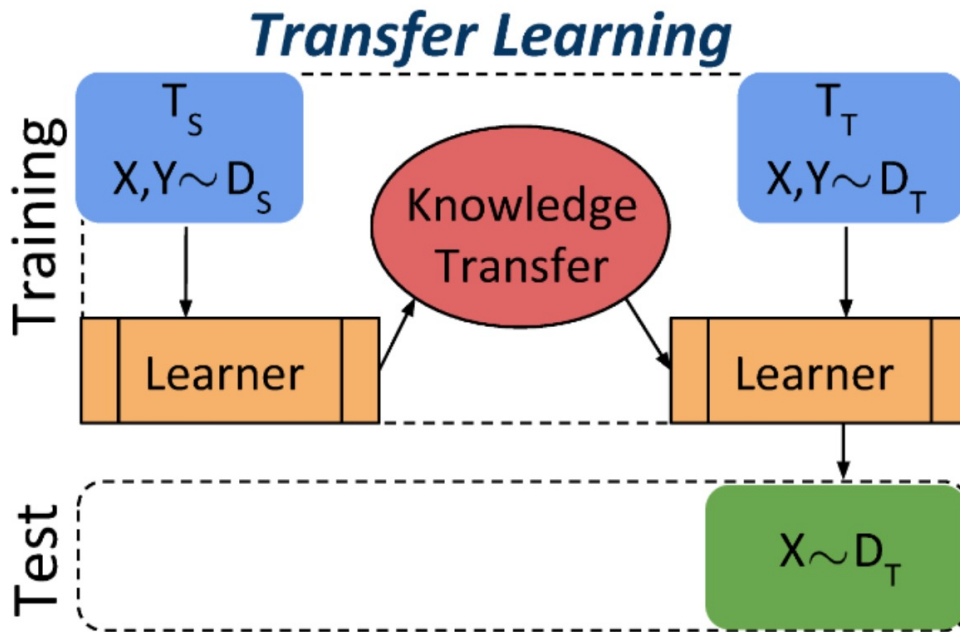 Transfer Learning
Training
T_S
X,Y~D_S
Knowledge
Transfer
T_T
X,Y~D_T
Learner
Learner
Test
X~D_T